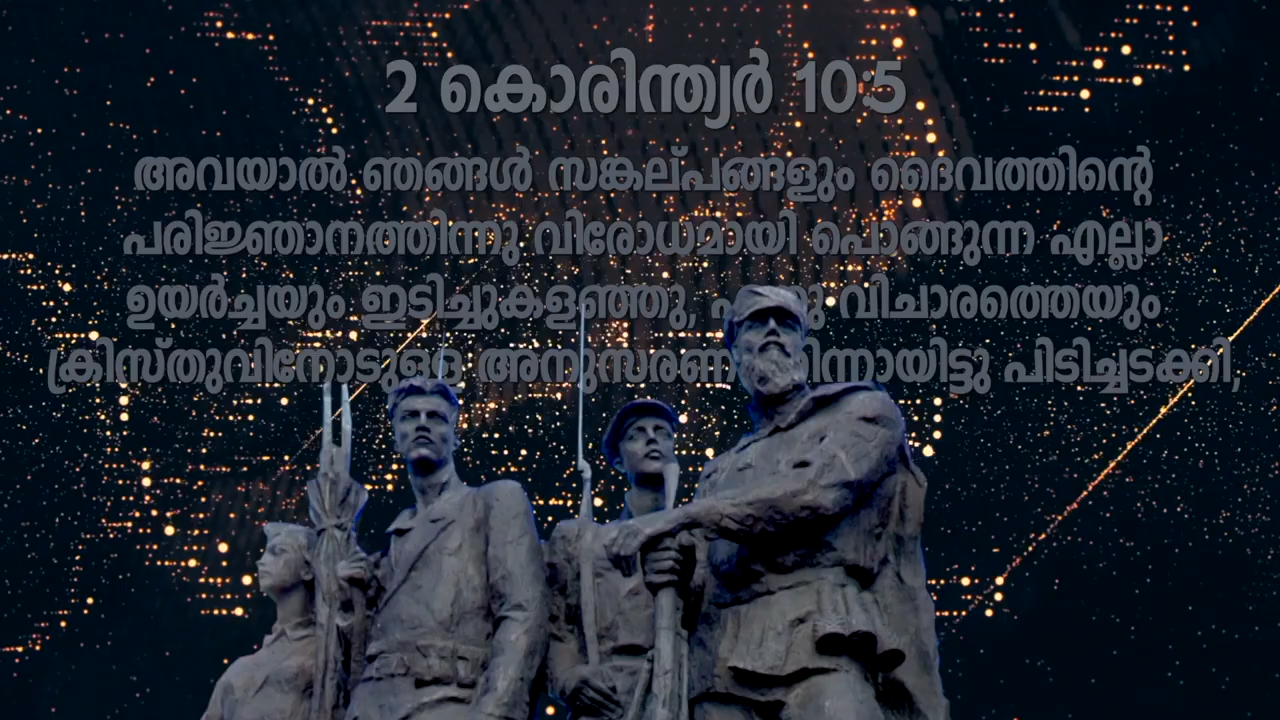 2 കൊരിന്ത്യർ 10:5
അവയാൽ ഞങ്ങൾ സങ്കല്പങ്ങളും ദൈവത്തിന്റെ
പരിജ്ഞാനത്തിന്നു വിരോധമായി പൊങ്ങുന്ന എല്ലാ
ഉയർച്ചയും ഇടിച്ചുകളഞ്ഞു, വിചാരത്തെയും
ക്രിസ്തുവിനോടുള്ള പിടിച്ചടക്കി,